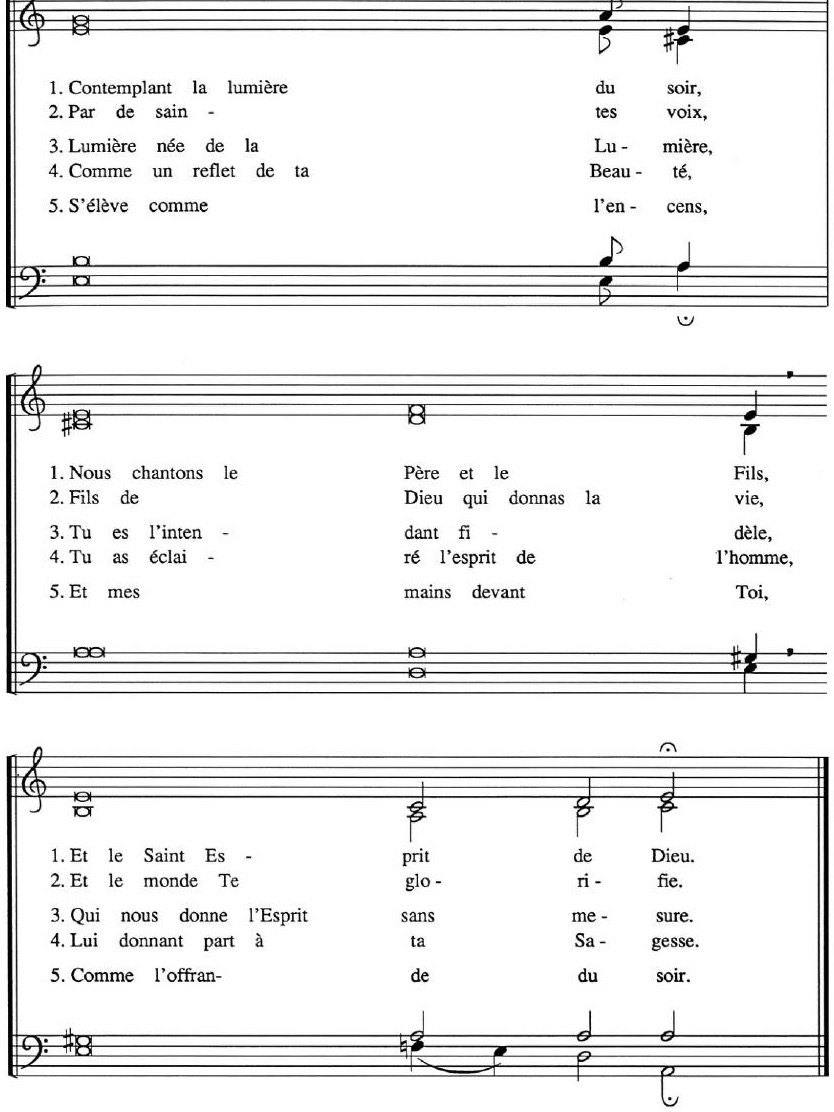 1. Contemplant la lumière du soir,
2. Par de sain - tes voix,
3. Lumière née de la Lu - mière,
4. Comme un reflet de ta Beau - té,
5. S'élève comme l'en - cens,
1. Nous chantons le Père et le Fils,
2. Fils de Dieu qui donnas la vie,
3. Tu es l'inten - dant fi - dèle,
4. Tu as éclai - ré l'esprit de l'homme,
5. Et mes mains devant Toi,
1. Et le Saint Es - prit de Dieu.
2. Et le monde Te glo - ri - fie.
3. Qui nous donne l'Esprit sans me - sure.
4. Lui donnant part à ta Sa - gesse.
5. Comme l'offran- de du soir.